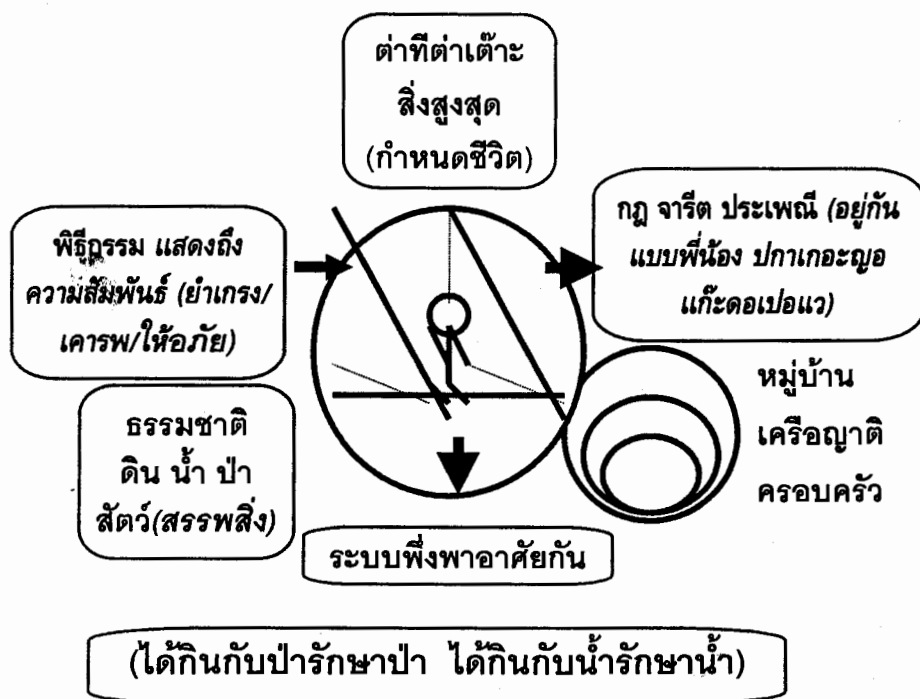 ต่าทีต่าเต๊าะ
สิ่งสูงสุด
(กำหนดชีวิต)
กฎ จารีต ประเพณี (อยู่กัน
แบบพี่น้อง ปกาเกอะญอ
แก๊ะดอเปอแว)
พิธีกรรม แสดงถึง
ความสัมพันธ์ (ยำเกรง/
เคารพ/ให้อภัย)
ธรรมชาติ
ดิน น้ำ ป่า
สัตว์(สรรพสิ่ง)
หมู่บ้าน
เครือญาติ
ครอบครัว
ระบบพึ่งพาอาศัยกัน
(ได้กินกับป่ารักษาป่า ได้กินกับน้ำรักษาน้ำ)